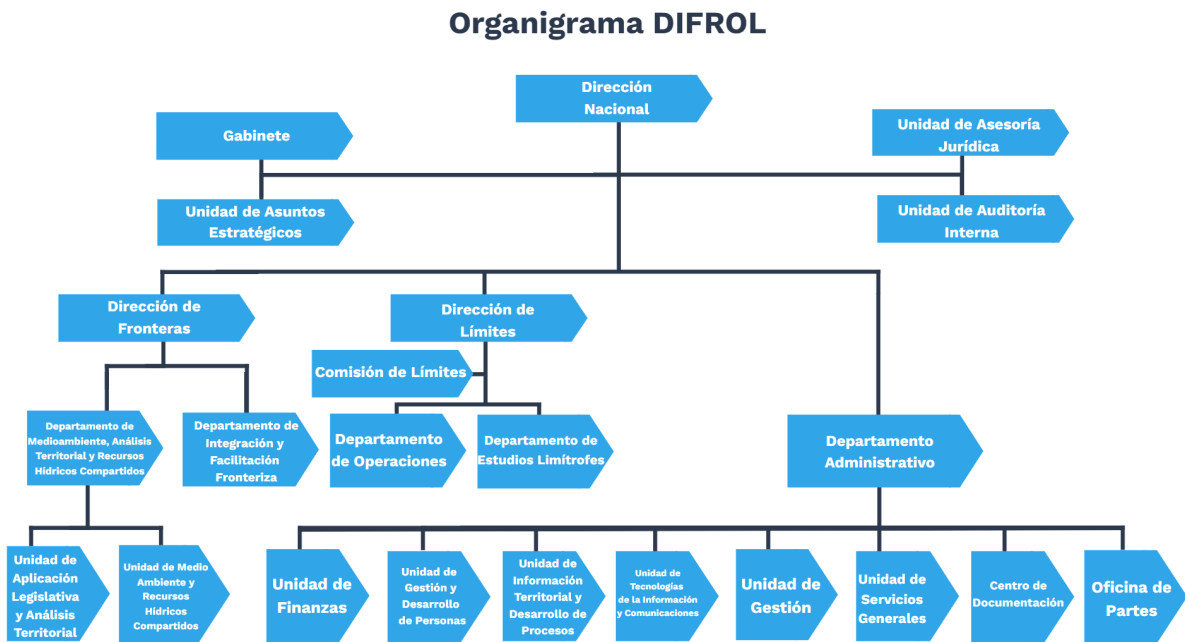 Organigrama DIFROL
Dirección
Nacional
Gabinete
Unidad de Asesoría
Jurídica
Unidad de Asuntos
Estratégicos
Unidad de Auditoría
Interna
Dirección de
Fronteras
Dirección de
Límites
Comisión de Límites
Departamento de
Medioambiente, Análisis
Territorial y Recursos
Hídricos Compartidos
Departamento de
Integración y
Facilitación
Fronteriza
Departamento
de Operaciones
Departamento de
Estudios Limítrofes
Departamento
Administrativo
Unidad de
Aplicación
Legislativa
y Análisis
Territorial
Unidad de Medio
Ambiente y
Recursos
Hídricos
Compartidos
Unidad de
Finanzas
Unidad de
Gestión y
Desarrollo
de Personas
Unidad de
Información
Territorial y
Desarrollo de
Procesos
Unidad de
Tecnologías
de la Información
y Comunicaciones
Unidad de
Gestión
Unidad de
Servicios
Generales
Centro de
Documentación
Oficina de
Partes